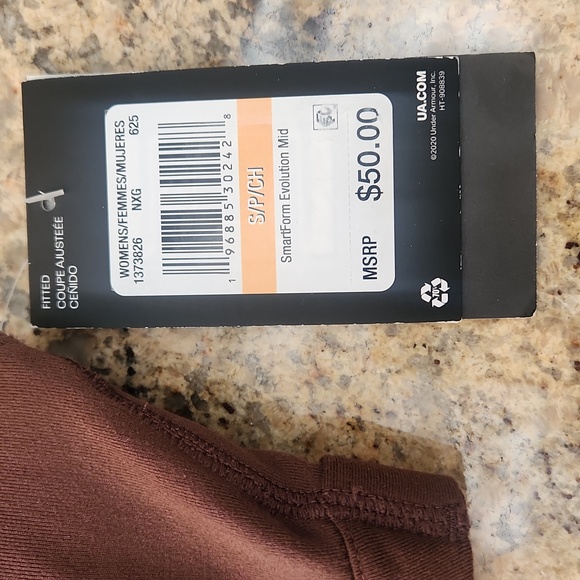 FITTED
COUPE AJUSTEÉE
CEÑIDO
WOMENS/FEMMES/MUJERES
1373826 NXG 625
1 96885 30242 8
S/P/CH
SmartForm Evolution Mid
MSRP $50.00
UA.COM
©2020 Under Armour, Inc.
HT-908839